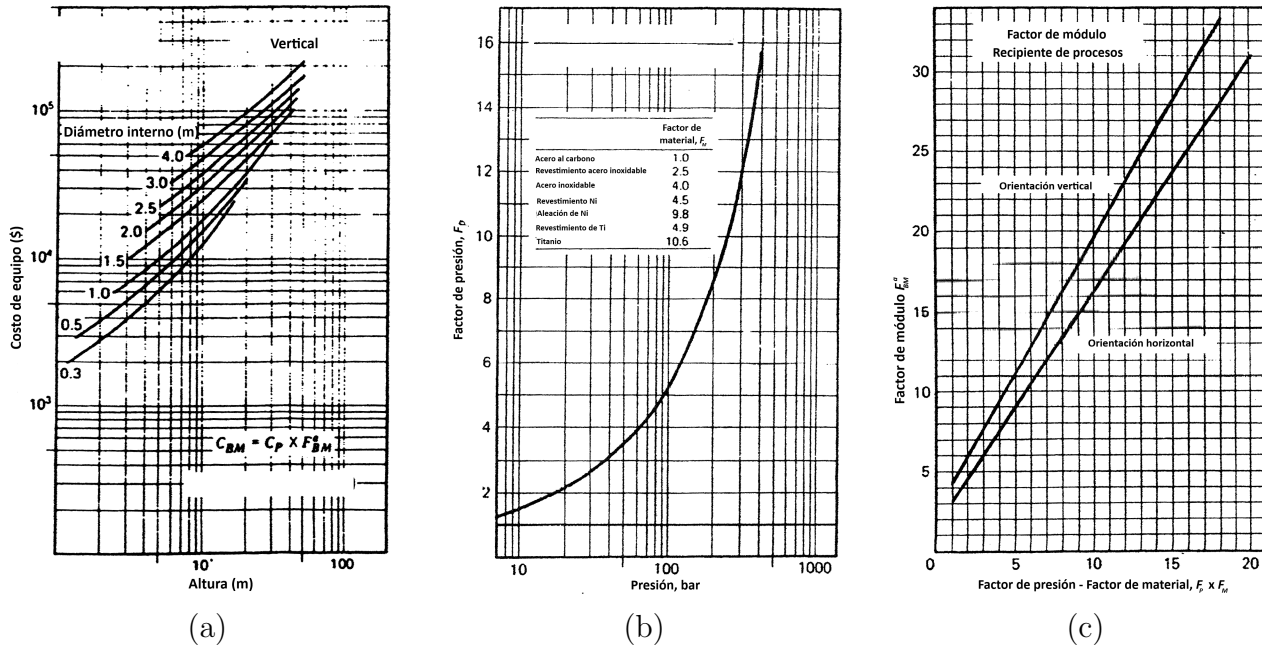 Vertical
10⁵
Diámetro interno (m)
4.0
3.0
2.5
2.0
10⁴
1.5
1.0
0.5
0.3
10³
C_BM = C_P X F^a_BM
Costo de equipo ($)
10
100
Altura (m)
(a)
16
14
12
10
8
6
4
2
Factor de
material, F_M
Acero al carbono 1.0
Revestimiento acero inoxidable 2.5
Acero inoxidable 4.0
Revestimiento Ni 4.5
Aleación de Ni 9.8
Revestimiento de Ti 4.9
Titanio 10.6
Factor de epresión, F_P
10
100
1000
Presión, bar
(b)
Factor de módulo
Recipiente de procesos
30
25
20
15
10
5
Orientación vertical
Orientación horizontal
Factor de módulo F^a_BM
0
5
10
15
20
Factor de presión - Factor de material, F_P x F_M
(c)